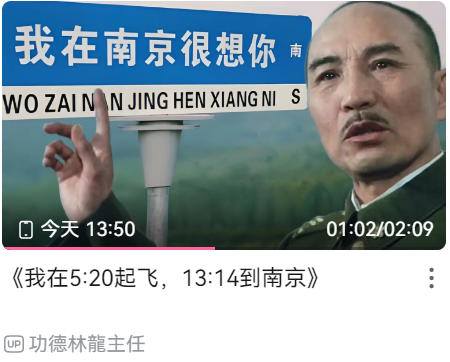 我在南京很想你 南
WO ZAI NAN JING HEN XIANG NI S
今天 13:50
01:02/02:09
《我在5:20起飞，13:14到南京》
UP 功德林龍主任